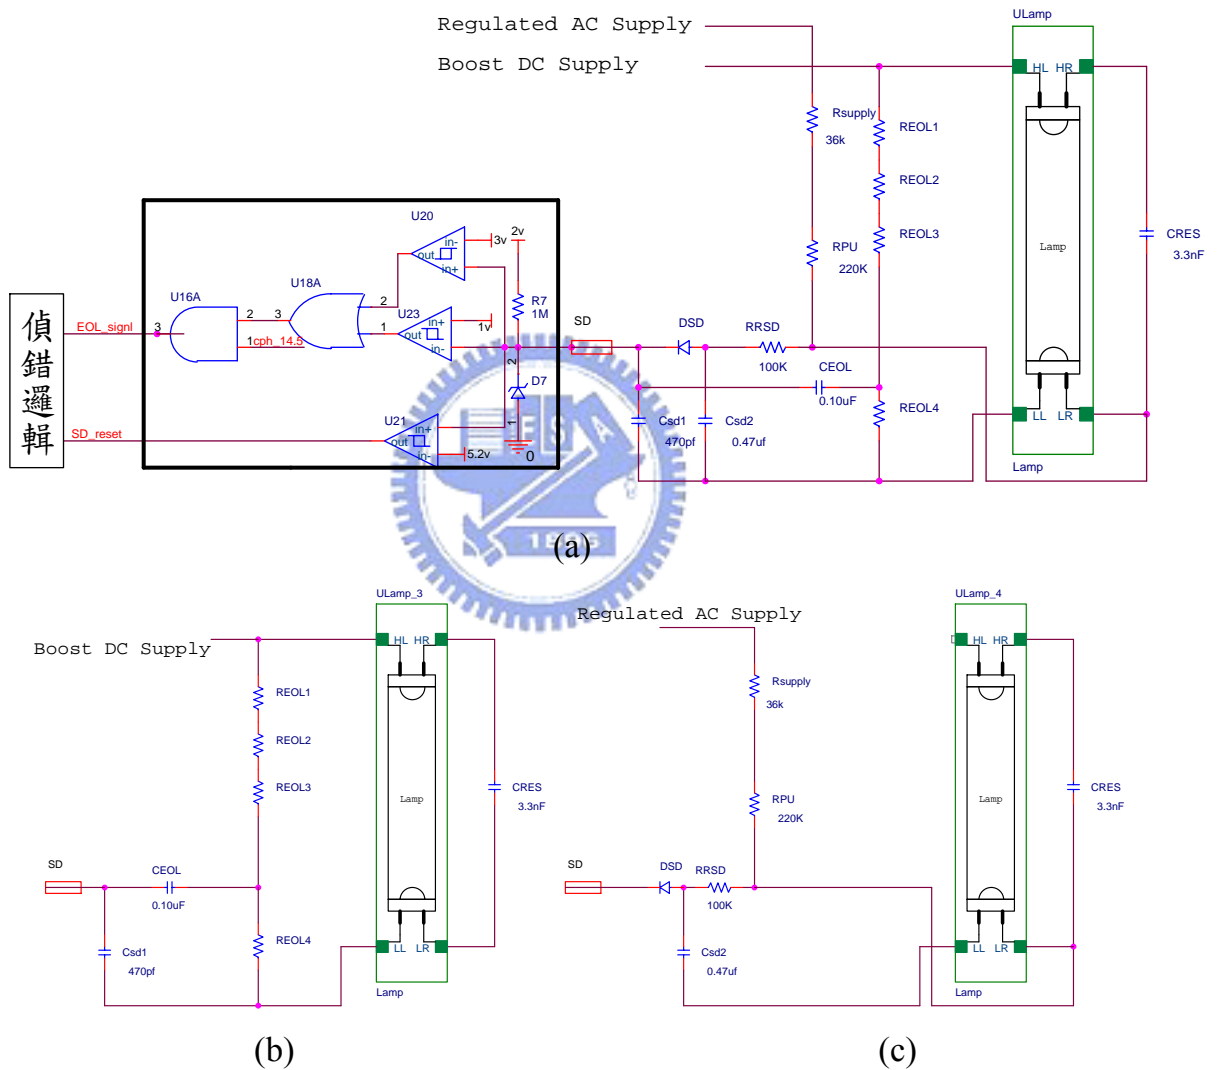 Regulated AC Supply
Boost DC Supply
ULamp
HL HR
Rsupply
36k
REOL1
REOL2
REOL3
RPU
220K
Lamp
CRES
3.3nF
U20
in-
out
in+
3v
2v
R7
1M
U18A
U16A
U23
in+
out
in-
1v
2
3
1
2
1
3
EOL_signl
cph_14.5
偵錯邏輯
SD_reset
SD
DSD
RRSD
100K
CEOL
0.10uF
REOL4
D7
2
1
0
U21
in+
out
in-
5.2v
Csd1
470pf
Csd2
0.47uf
LL LR
Lamp
1896
(a)
ULamp_3
Boost DC Supply
HL HR
REOL1
REOL2
REOL3
Lamp
CRES
3.3nF
SD
CEOL
0.10uF
REOL4
Csd1
470pf
LL LR
Lamp
(b)
ULamp_4
Regulated AC Supply
HL HR
Rsupply
36k
RPU
220K
Lamp
CRES
3.3nF
SD
DSD
RRSD
100K
Csd2
0.47uf
LL LR
Lamp
(c)